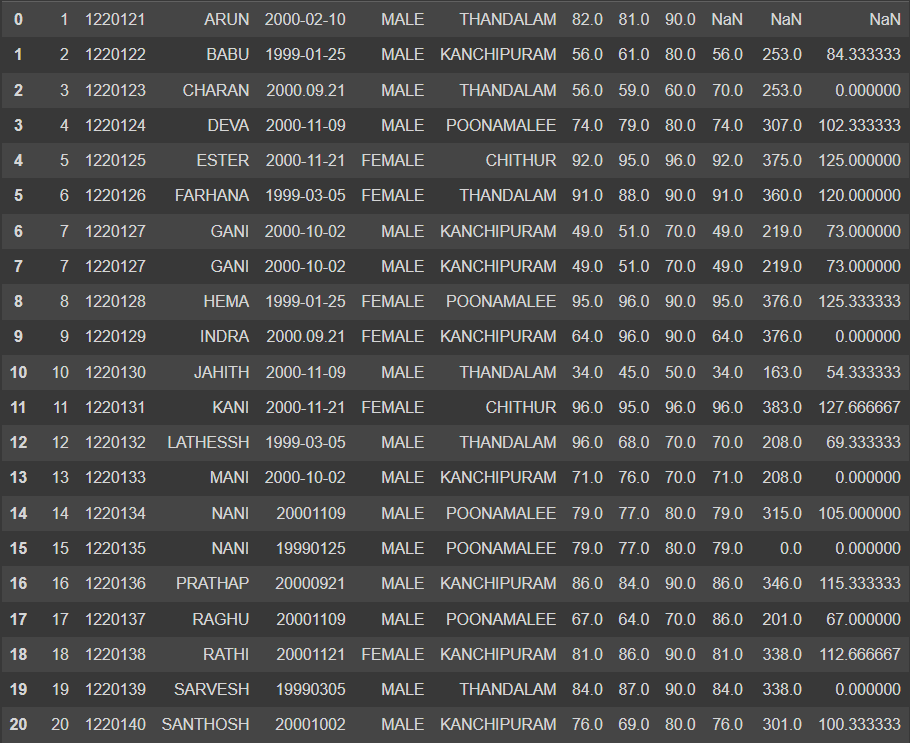 0 1 1220121 ARUN 2000-02-10 MALE THANDALAM 82.0 81.0 90.0 NaN NaN NaN
1 2 1220122 BABU 1999-01-25 MALE KANCHIPURAM 56.0 61.0 80.0 56.0 253.0 84.333333
2 3 1220123 CHARAN 2000.09.21 MALE THANDALAM 56.0 59.0 60.0 70.0 253.0 0.000000
3 4 1220124 DEVA 2000-11-09 MALE POONAMALEE 74.0 79.0 80.0 74.0 307.0 102.333333
4 5 1220125 ESTER 2000-11-21 FEMALE CHITHUR 92.0 95.0 96.0 92.0 375.0 125.000000
5 6 1220126 FARHANA 1999-03-05 FEMALE THANDALAM 91.0 88.0 90.0 91.0 360.0 120.000000
6 7 1220127 GANI 2000-10-02 MALE KANCHIPURAM 49.0 51.0 70.0 49.0 219.0 73.000000
7 7 1220127 GANI 2000-10-02 MALE KANCHIPURAM 49.0 51.0 70.0 49.0 219.0 73.000000
8 8 1220128 HEMA 1999-01-25 FEMALE POONAMALEE 95.0 96.0 90.0 95.0 376.0 125.333333
9 9 1220129 INDRA 2000.09.21 FEMALE KANCHIPURAM 64.0 96.0 90.0 64.0 376.0 0.000000
10 10 1220130 JAHITH 2000-11-09 MALE THANDALAM 34.0 45.0 50.0 34.0 163.0 54.333333
11 11 1220131 KANI 2000-11-21 FEMALE CHITHUR 96.0 95.0 96.0 96.0 383.0 127.666667
12 12 1220132 LATHESSH 1999-03-05 MALE THANDALAM 96.0 68.0 70.0 70.0 208.0 69.333333
13 13 1220133 MANI 2000-10-02 MALE KANCHIPURAM 71.0 76.0 70.0 71.0 208.0 0.000000
14 14 1220134 NANI 20001109 MALE POONAMALEE 79.0 77.0 80.0 79.0 315.0 105.000000
15 15 1220135 NANI 19990125 MALE POONAMALEE 79.0 77.0 80.0 79.0 0.0 0.000000
16 16 1220136 PRATHAP 20000921 MALE KANCHIPURAM 86.0 84.0 90.0 86.0 346.0 115.333333
17 17 1220137 RAGHU 20001109 MALE POONAMALEE 67.0 64.0 70.0 86.0 201.0 67.000000
18 18 1220138 RATHI 20001121 FEMALE KANCHIPURAM 81.0 86.0 90.0 81.0 338.0 112.666667
19 19 1220139 SARVESH 19990305 MALE THANDALAM 84.0 87.0 90.0 84.0 338.0 0.000000
20 20 1220140 SANTHOSH 20001002 MALE KANCHIPURAM 76.0 69.0 80.0 76.0 301.0 100.333333